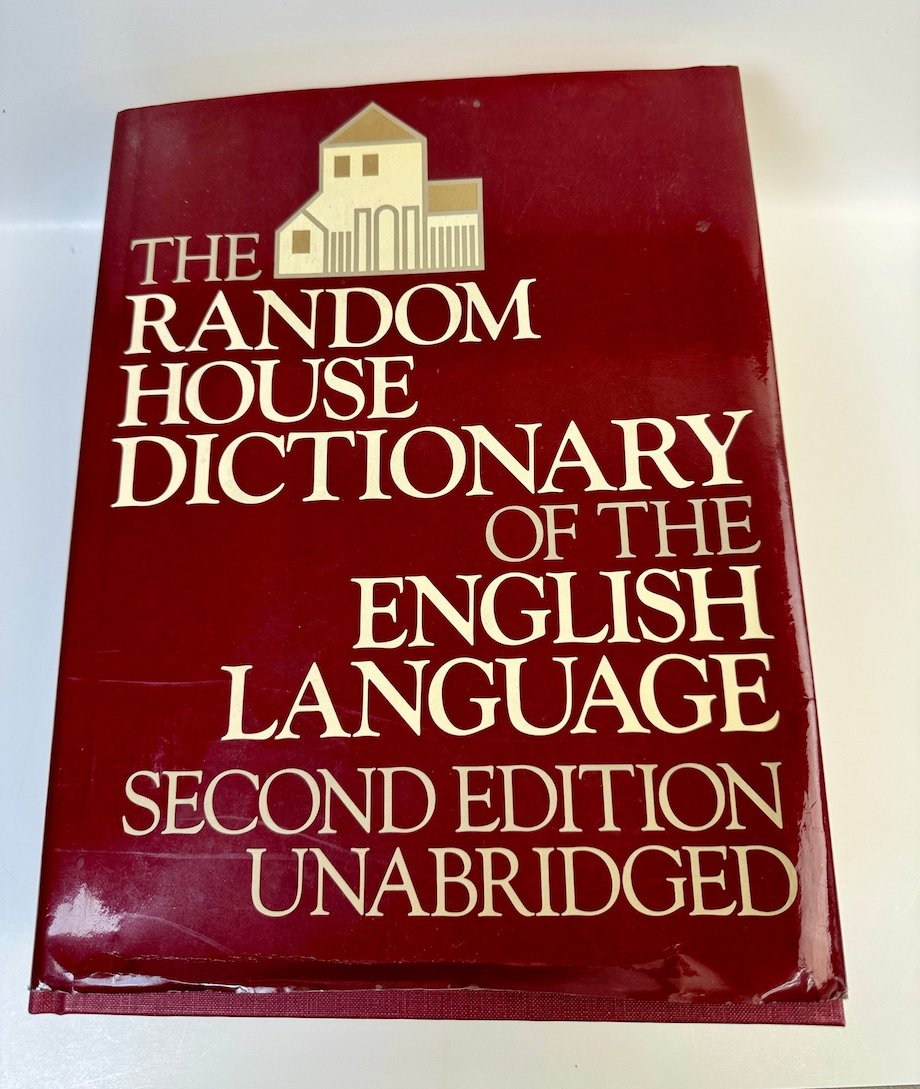 THE
RANDOM
HOUSE
DICTIONARY
OF THE
ENGLISH
LANGUAGE
SECOND EDITION
UNABRIDGED